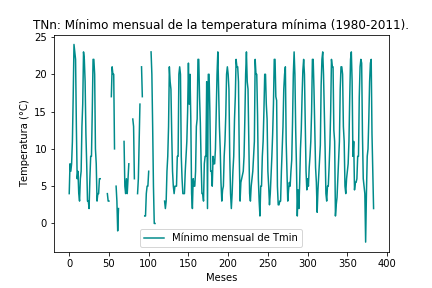 TNn: Mínimo mensual de la temperatura mínima (1980-2011).
25
20
15
10
5
0
Temperatura (°C)
Mínimo mensual de Tmin
0 50 100 150 200 250 300 350 400
Meses